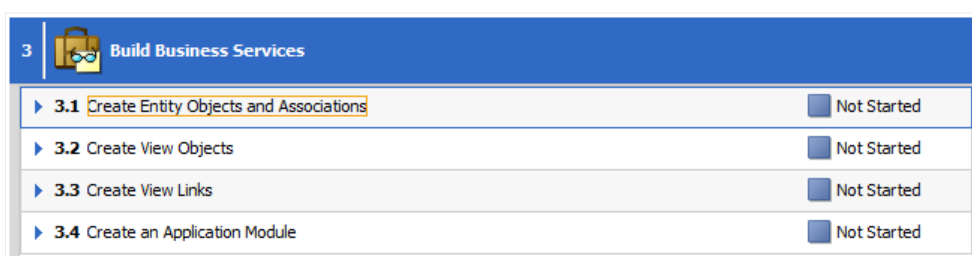 3 Build Business Services
3.1 Create Entity Objects and Associations Not Started
3.2 Create View Objects Not Started
3.3 Create View Links Not Started
3.4 Create an Application Module Not Started